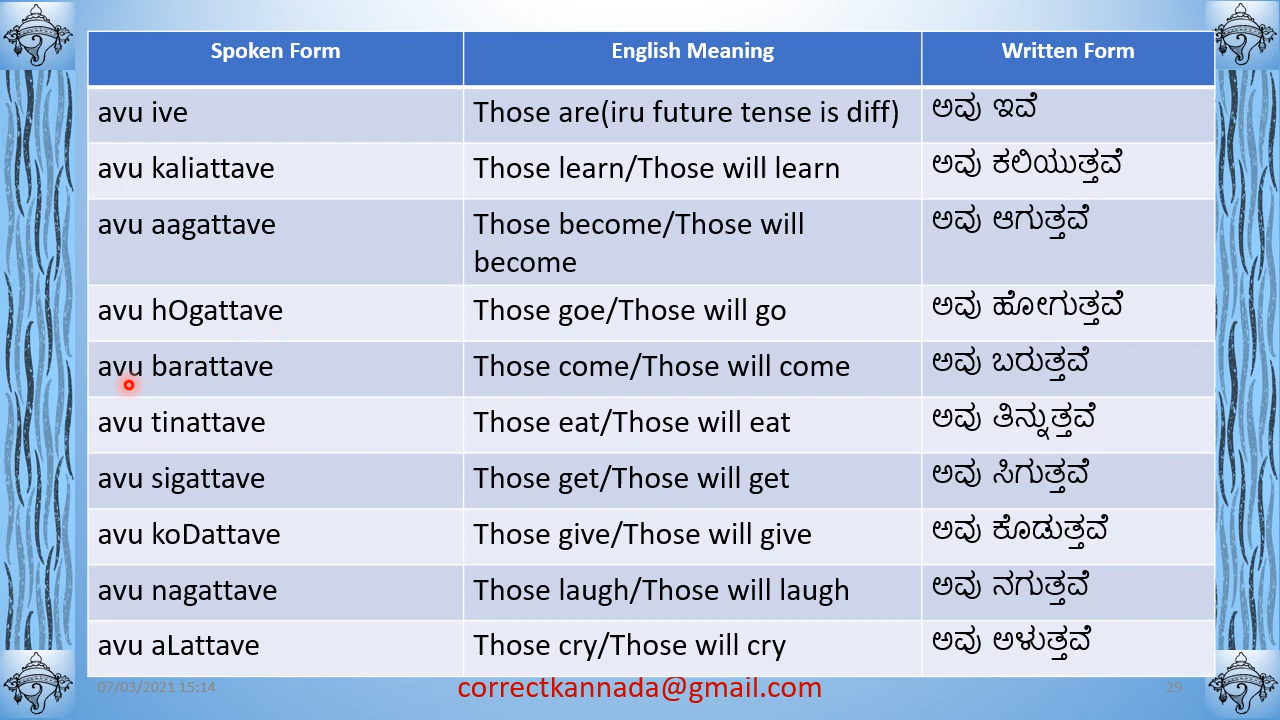 Spoken Form English Meaning Written Form
avu ive Those are(iru future tense is diff) ಅವು ಇವೆ
avu kaliattave Those learn/Those will learn ಅವು ಕಲಿಯುತ್ತವೆ
avu aagattave Those become/Those will ಅವು ಆಗುತ್ತವೆ
become
avu hOgattave Those goe/Those will go ಅವು ಹೋಗುತ್ತವೆ
avu barattave Those come/Those will come ಅವು ಬರುತ್ತವೆ
avu tinattave Those eat/Those will eat ಅವು ತಿನ್ನುತ್ತವೆ
avu sigattave Those get/Those will get ಅವು ಸಿಗುತ್ತವೆ
avu koDattave Those give/Those will give ಅವು ಕೊಡುತ್ತವೆ
avu nagattave Those laugh/Those will laugh ಅವು ನಗುತ್ತವೆ
avu aLattave Those cry/Those will cry ಅವು ಅಳುತ್ತವೆ
07/03/2021 15:14 correctkannada@gmail.com 29